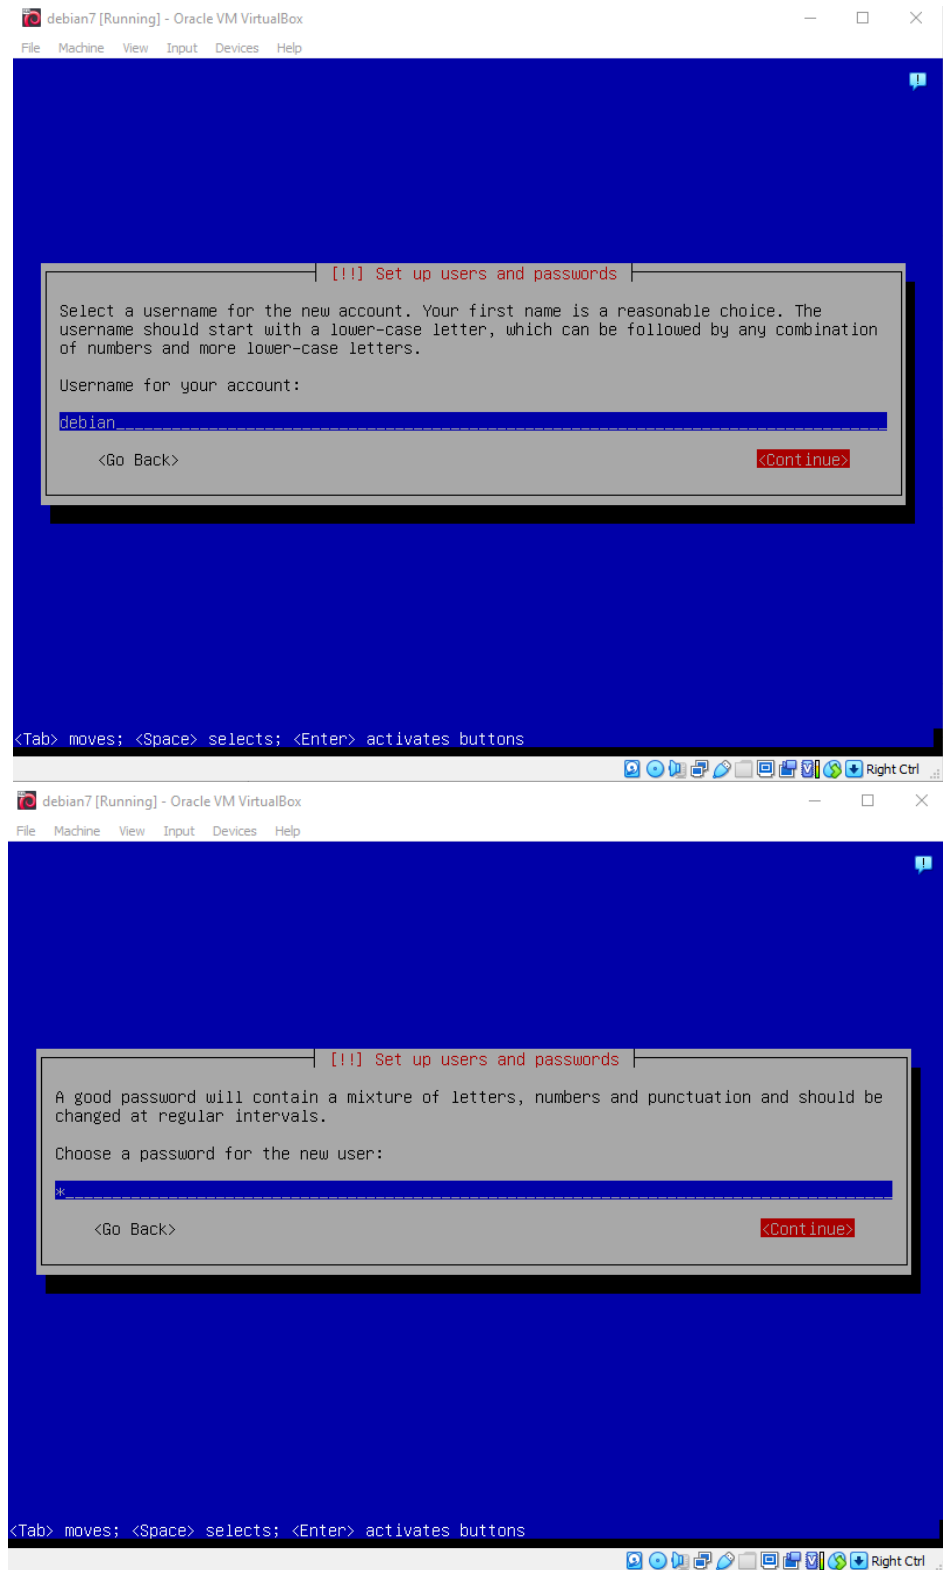 debian7 [Running] - Oracle VM VirtualBox
File Machine View Input Devices Help
[!!] Set up users and passwords
Select a username for the new account. Your first name is a reasonable choice. The
username should start with a lower-case letter, which can be followed by any combination
of numbers and more lower-case letters.
Username for your account:
debian
<Go Back> <Continue>
<Tab> moves; <Space> selects; <Enter> activates buttons
Right Ctrl
debian7 [Running] - Oracle VM VirtualBox
File Machine View Input Devices Help
[!!] Set up users and passwords
A good password will contain a mixture of letters, numbers and punctuation and should be
changed at regular intervals.
Choose a password for the new user:
*
<Go Back> <Continue>
<Tab> moves; <Space> selects; <Enter> activates buttons
Right Ctrl